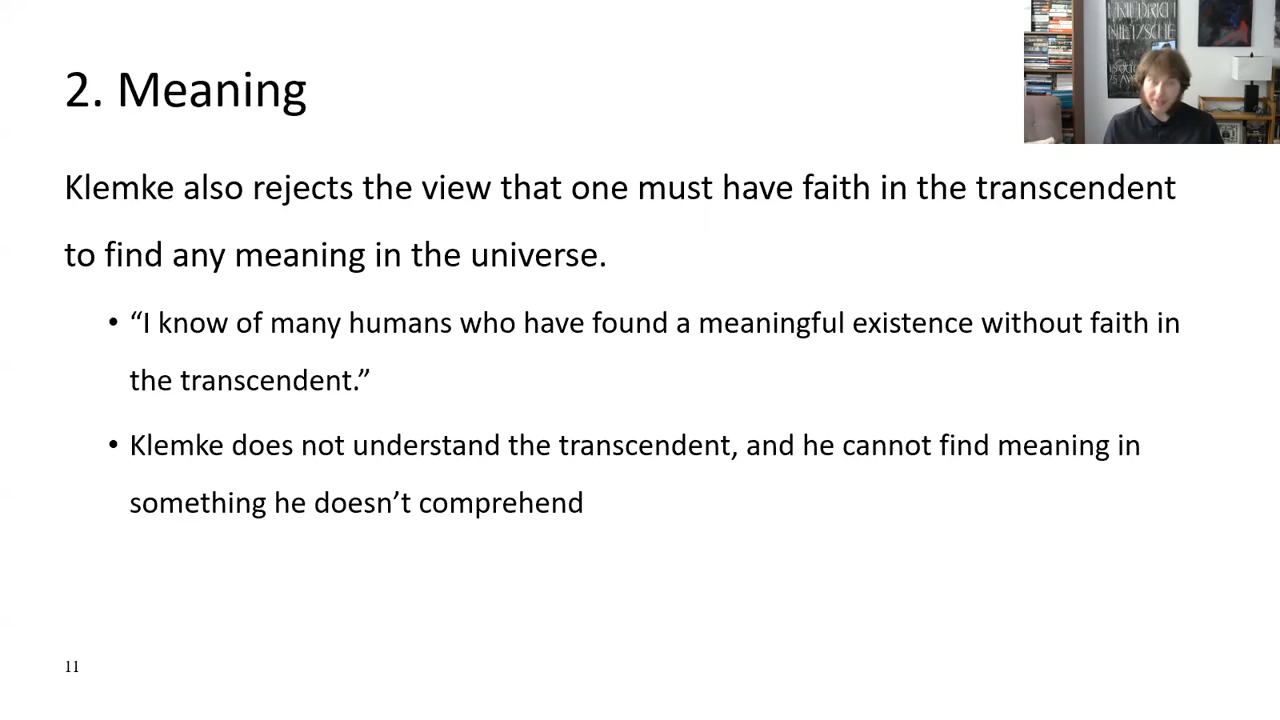 2. Meaning
FRIEDRICH
NIETZSCHE
Klemke also rejects the view that one must have faith in the transcendent
to find any meaning in the universe.
• “I know of many humans who have found a meaningful existence without faith in
the transcendent.”
• Klemke does not understand the transcendent, and he cannot find meaning in
something he doesn’t comprehend
11